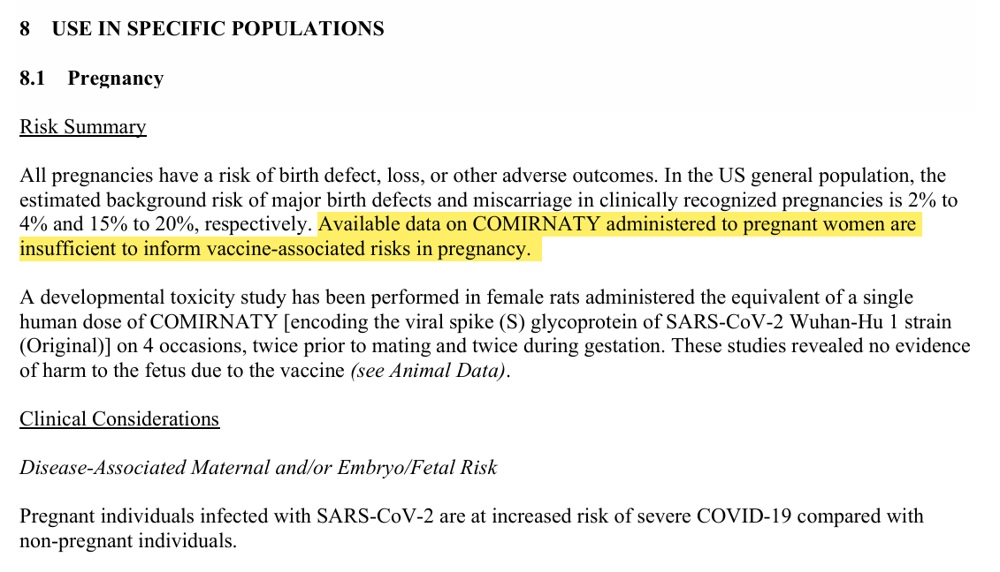 8 USE IN SPECIFIC POPULATIONS
8.1 Pregnancy
Risk Summary
All pregnancies have a risk of birth defect, loss, or other adverse outcomes. In the US general population, the
estimated background risk of major birth defects and miscarriage in clinically recognized pregnancies is 2% to
4% and 15% to 20%, respectively. Available data on COMIRNATY administered to pregnant women are
insufficient to inform vaccine-associated risks in pregnancy.
A developmental toxicity study has been performed in female rats administered the equivalent of a single
human dose of COMIRNATY [encoding the viral spike (S) glycoprotein of SARS-CoV-2 Wuhan-Hu 1 strain
(Original)] on 4 occasions, twice prior to mating and twice during gestation. These studies revealed no evidence
of harm to the fetus due to the vaccine (see Animal Data).
Clinical Considerations
Disease-Associated Maternal and/or Embryo/Fetal Risk
Pregnant individuals infected with SARS-CoV-2 are at increased risk of severe COVID-19 compared with
non-pregnant individuals.